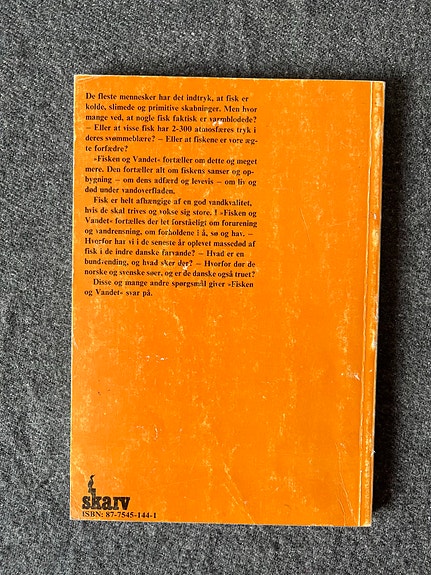 De fleste mennesker har det indtryk, at fisk er
kolde, slimede og primitive skabninger. Men hvor
mange ved, at nogle fisk faktisk er varmblodede?
– Eller at visse fisk har 2-300 atmosfæres tryk i
deres svømmeblære? – Eller at fiskene er vore æg-
te forfædre?
»Fisken og Vandet« fortæller om dette og meget
mere. Den fortæller alt om fiskens sanser og op-
bygning – om dens adfærd og levevis – om liv og
død under vandoverfladen.
Fisk er helt afhængige af en god vandkvalitet,
hvis de skal trives og vokse sig store. I »Fisken og
Vandet« fortælles der let forståeligt om forurening
og vandrensning, om forholdene i å, sø og hav. –
Hvorfor har vi i de seneste år oplevet massedød af
fisk i de indre danske farvande? – Hvad er en
bundvending, og hvad sker der? – Hvorfor dør de
norske og svenske søer, og er de danske også truet?
Disse og mange andre spørgsmål giver »Fisken
og Vandet« svar på.
skarv
ISBN: 87-7545-144-1